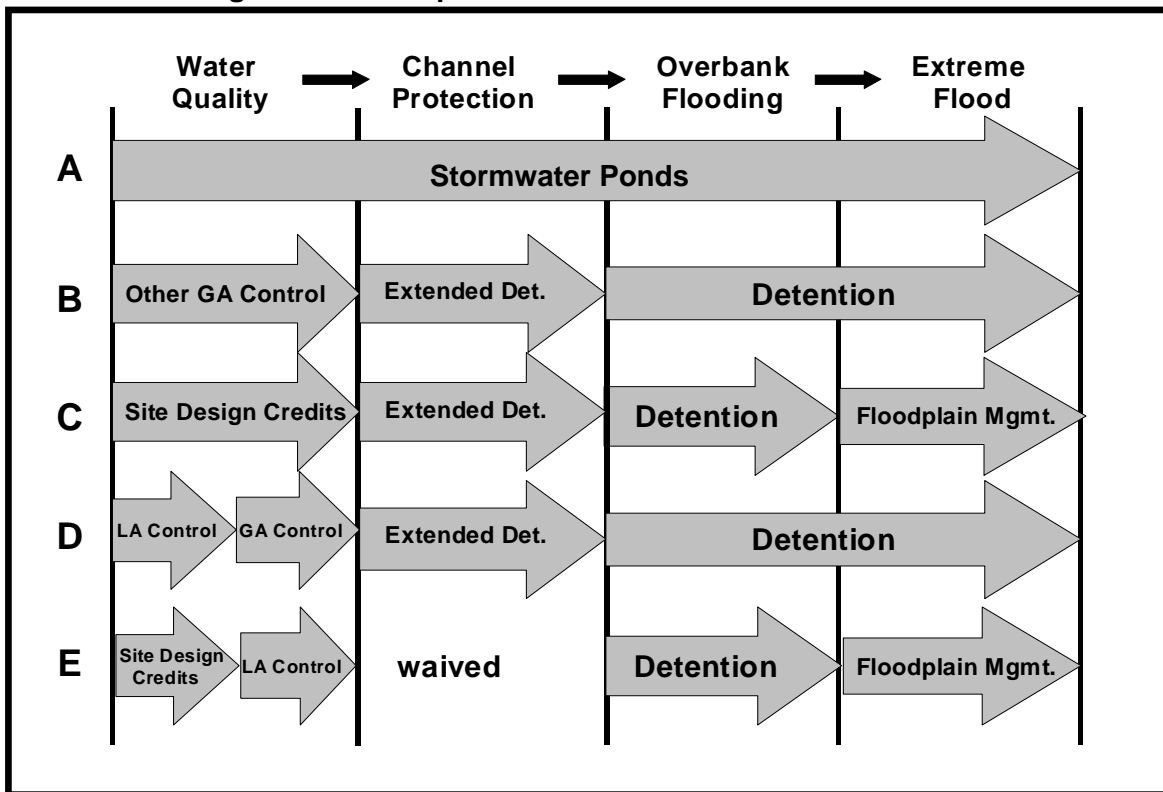 Water
Quality
Channel
Protection
Overbank
Flooding
Extreme
Flood
A
Stormwater Ponds
B
Other GA Control
Extended Det.
Detention
C
Site Design Credits
Extended Det.
Detention
Floodplain Mgmt.
D
LA Control
GA Control
Extended Det.
Detention
E
Site Design
Credits
LA Control
waived
Detention
Floodplain Mgmt.